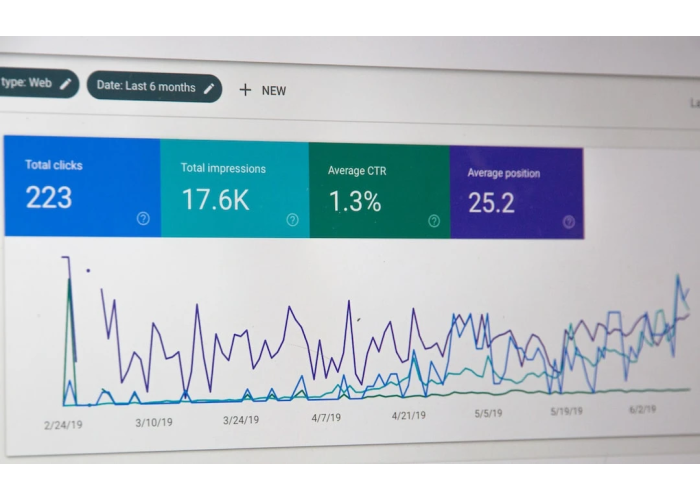 type: Web
Date: Last 6 months
+ NEW
Total clicks
223
Total impressions
17.6K
Average CTR
1.3%
Average position
25.2
2/24/19
3/10/19
3/24/19
4/7/19
4/21/19
5/5/19
5/19/19
6/2/19